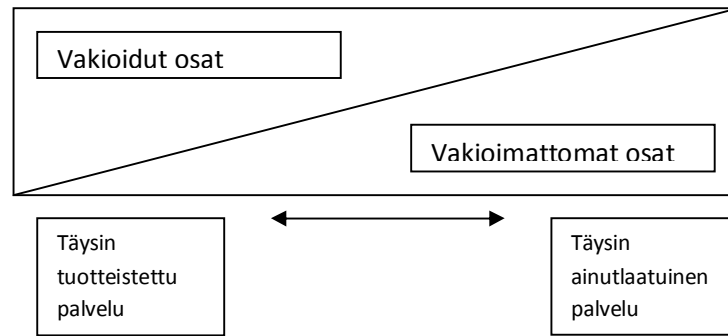 Vakioidut osat
Vakioimattomat osat
Täysin
tuotteistettu
palvelu
Täysin
ainutlaatuinen
palvelu